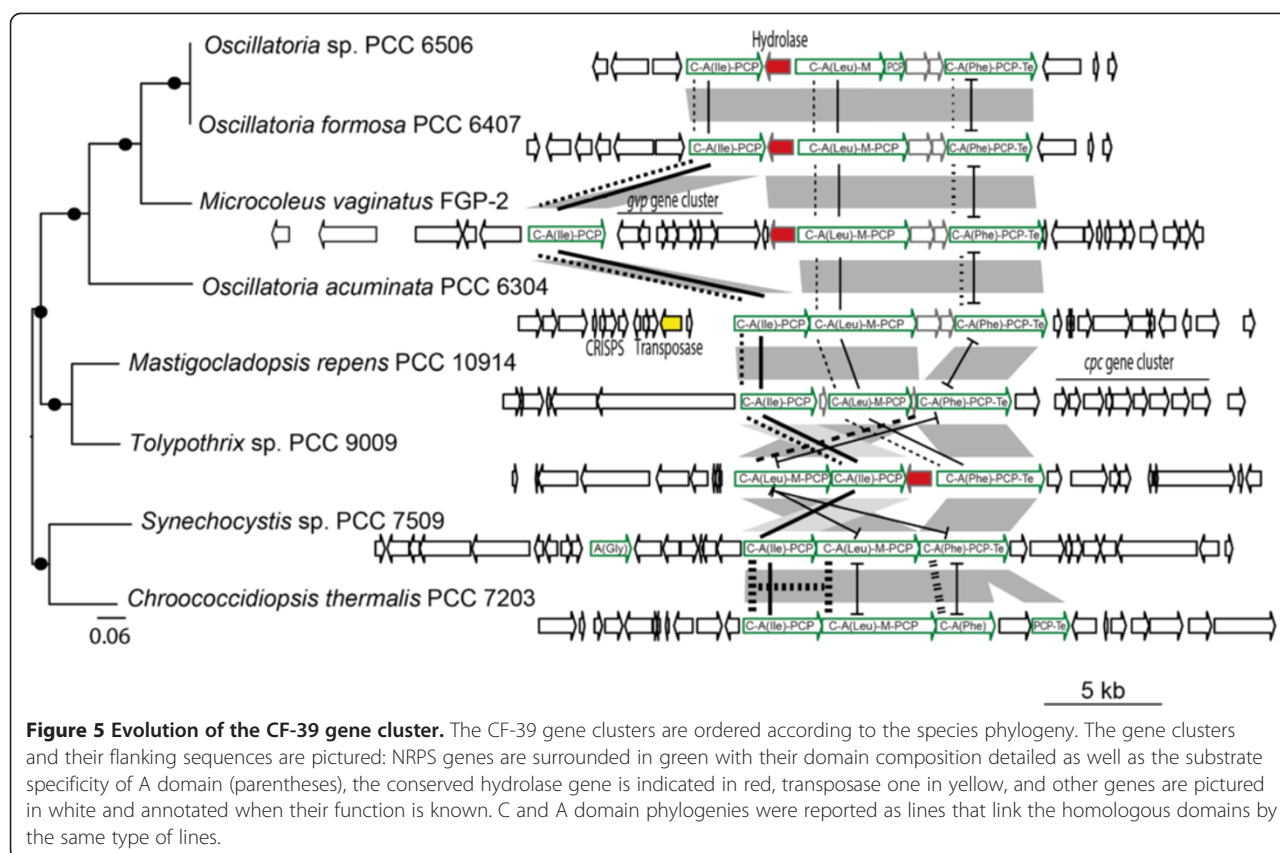 Oscillatoria sp. PCC 6506
Hydrolase
C-A(Ile)-PCP C-A(Leu)-M PCP C-A(Phe)-PCP-Te
Oscillatoria formosa PCC 6407
C-A(Ile)-PCP C-A(Leu)-M-PCP C-A(Phe)-PCP-Te
Microcoleus vaginatus FGP-2
gvp gene cluster
C-A(Ile)-PCP C-A(Leu)-M-PCP C-A(Phe)-PCP-Te
Oscillatoria acuminata PCC 6304
C-A(Ile)-PCP C-A(Leu)-M-PCP C-A(Phe)-PCP-Te
CRISPS Transposase
Mastigocladopsis repens PCC 10914
cpc gene cluster
C-A(Ile)-PCP C-A(Leu)-M-PCP C-A(Phe)-PCP-Te
Tolypothrix sp. PCC 9009
C-A(Leu)-M-PCP C-A(Ile)-PCP C-A(Phe)-PCP-Te
Synechocystis sp. PCC 7509
A(Gly) C-A(Ile)-PCP C-A(Leu)-M-PCP C-A(Phe)-PCP-Te
Chroococcidiopsis thermalis PCC 7203
C-A(Ile)-PCP C-A(Leu)-M-PCP C-A(Phe) PCP-Te
0.06
5 kb
Figure 5 Evolution of the CF-39 gene cluster. The CF-39 gene clusters are ordered according to the species phylogeny. The gene clusters
and their flanking sequences are pictured: NRPS genes are surrounded in green with their domain composition detailed as well as the substrate
specificity of A domain (parentheses), the conserved hydrolase gene is indicated in red, transposase one in yellow, and other genes are pictured
in white and annotated when their function is known. C and A domain phylogenies were reported as lines that link the homologous domains by
the same type of lines.